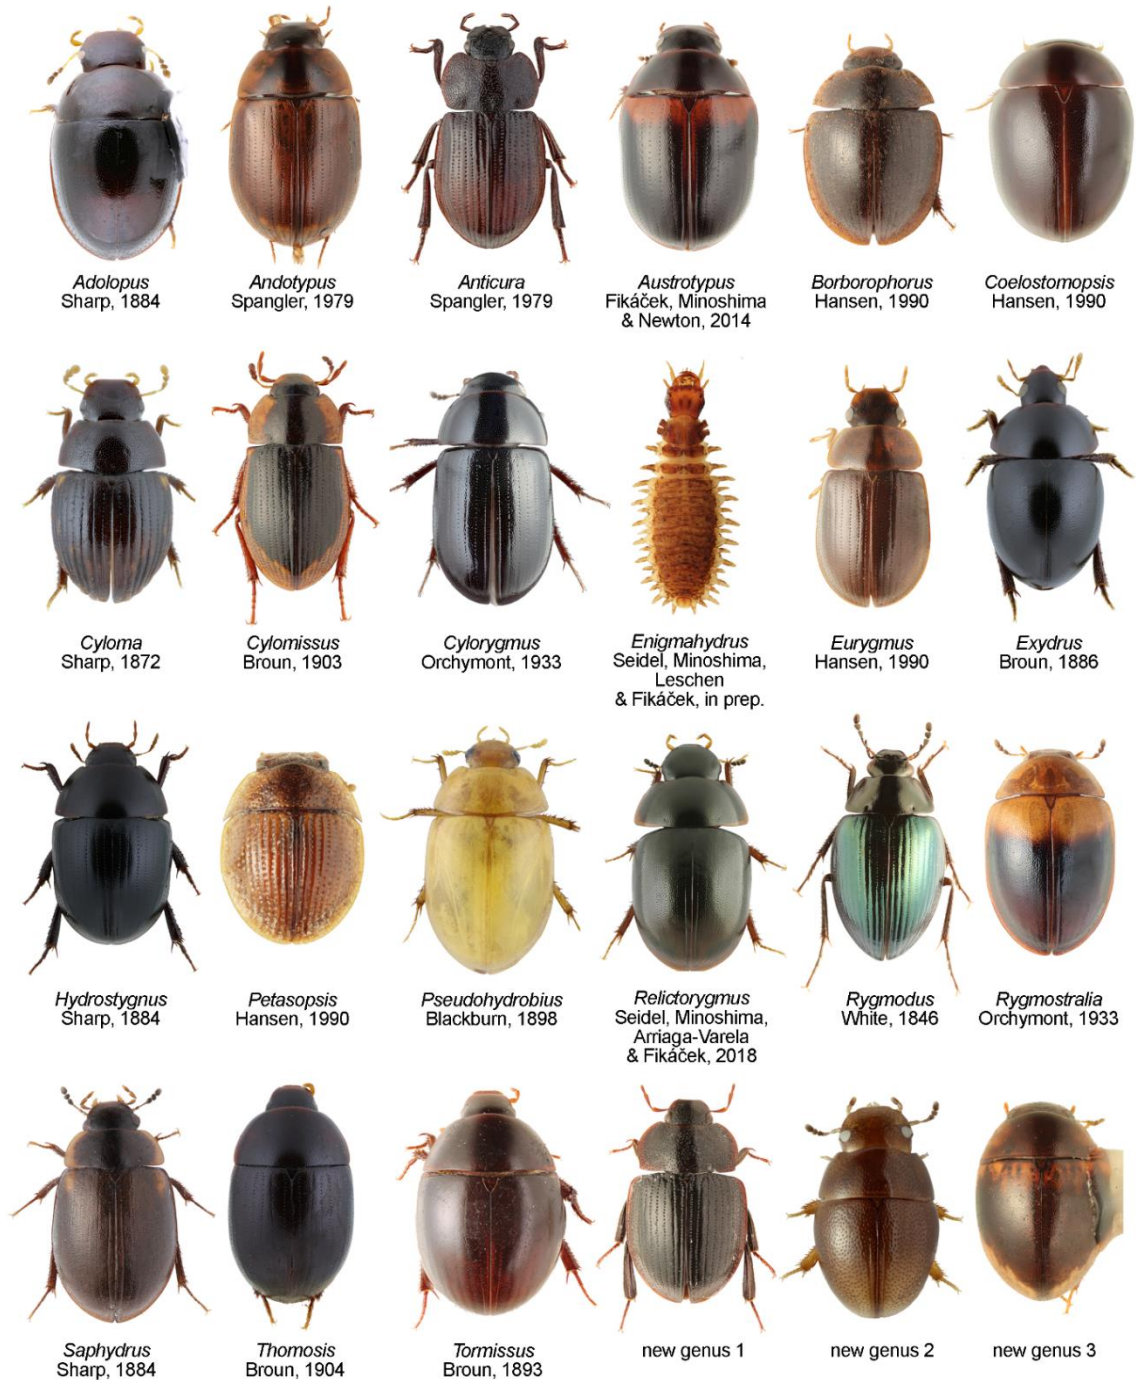 Adolopus
Sharp, 1884
Andotypus
Spangler, 1979
Anticura
Spangler, 1979
Austrotypus
Fikáček, Minoshima
& Newton, 2014
Borborophorus
Hansen, 1990
Coelostomopsis
Hansen, 1990
Cyloma
Sharp, 1872
Cylomissus
Broun, 1903
Cylorygmus
Orchymont, 1933
Enigmahydrus
Seidel, Minoshima,
Leschen
& Fikáček, in prep.
Eurygmus
Hansen, 1990
Exydrus
Broun, 1886
Hydrostygnus
Sharp, 1884
Petasopsis
Hansen, 1990
Pseudohydrobius
Blackburn, 1898
Relictorygmus
Seidel, Minoshima,
Arriaga-Varela
& Fikáček, 2018
Rygmodus
White, 1846
Rygmostralia
Orchymont, 1933
Saphydrus
Sharp, 1884
Thomosis
Broun, 1904
Tormissus
Broun, 1893
new genus 1
new genus 2
new genus 3